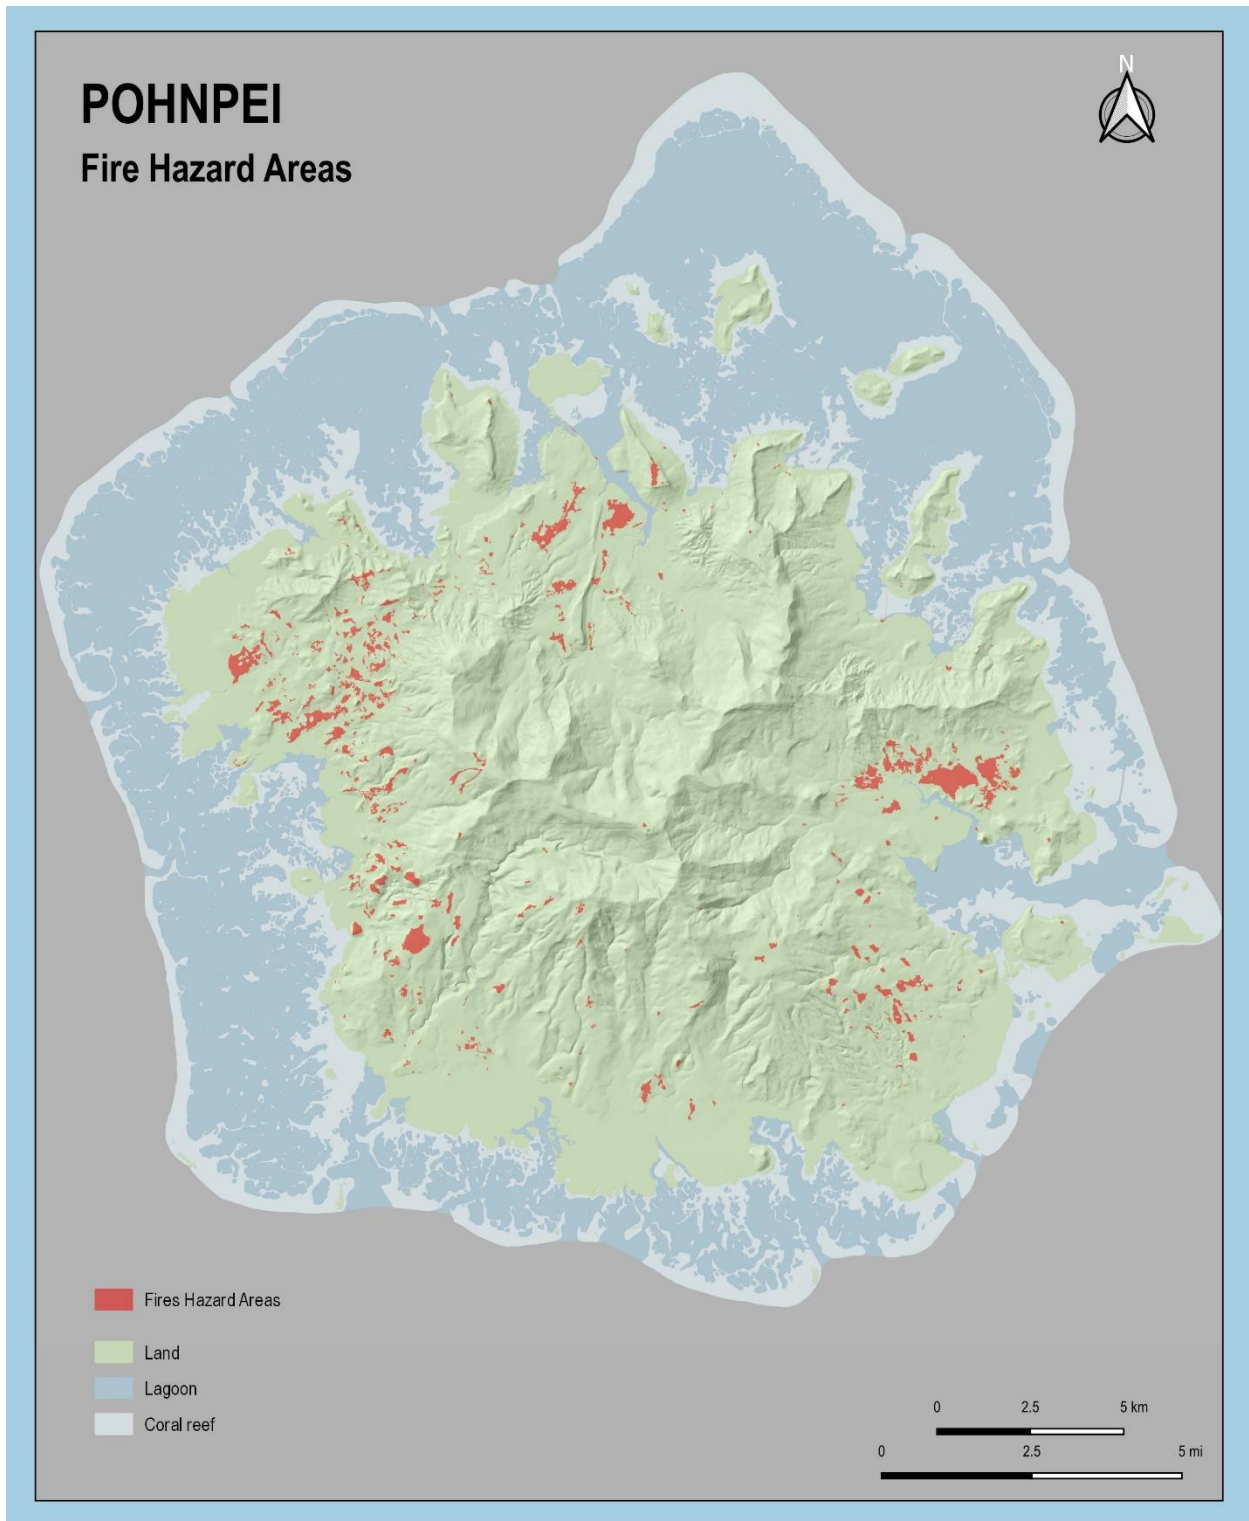 POHNPEI
Fire Hazard Areas
N
Fires Hazard Areas
Land
Lagoon
Coral reef
0 2.5 5 km
0 2.5 5 mi